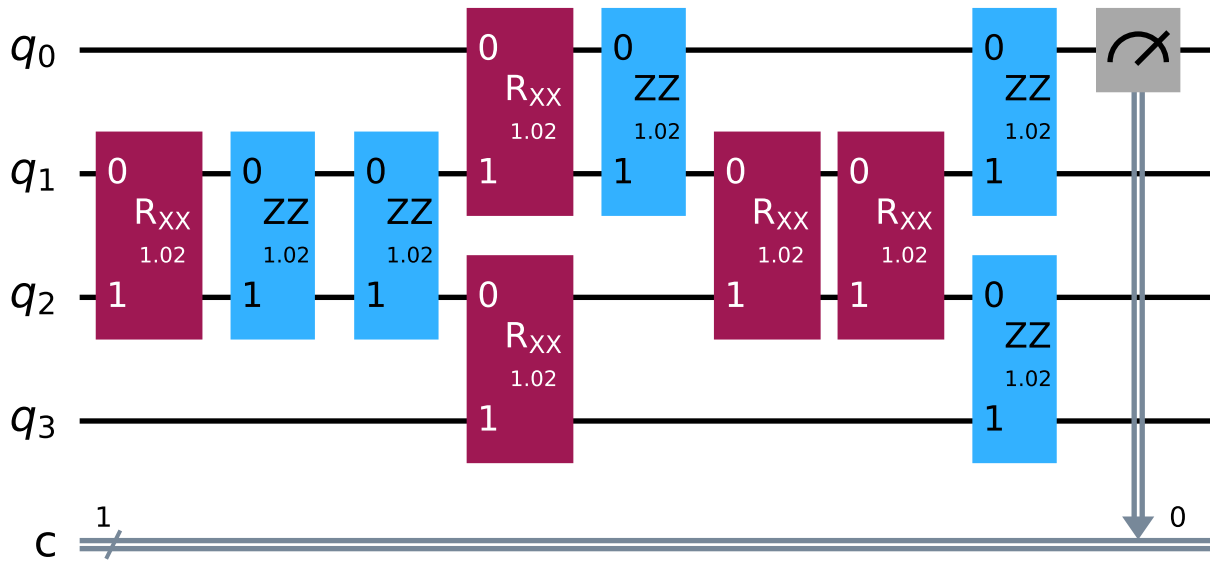 q0 0 RXX 1.02 1 0 ZZ 1.02 1 0 ZZ 1.02 1
q1 0 RXX 1.02 1 0 ZZ 1.02 1 0 ZZ 1.02 1 0 RXX 1.02 1 0 RXX 1.02 1
q2 0 RXX 1.02 1 0 ZZ 1.02 1
q3
c 1 0